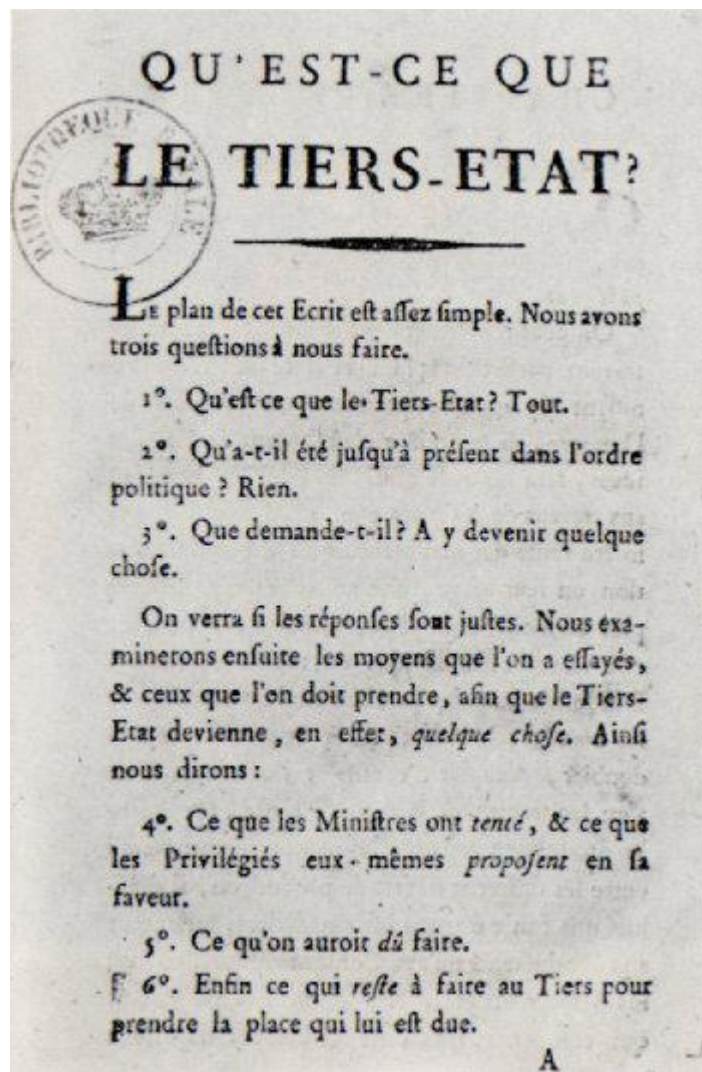 QU'EST-CE QUE
LE TIERS-ETAT?
BIBLIOTHEQUE ROYALE
LE plan de cet Ecrit est assez simple. Nous avons
trois questions à nous faire.
1°. Qu'est ce que le Tiers-Etat? Tout.
2°. Qu'a-t-il été jusqu'à présent dans l'ordre
politique ? Rien.
3°. Que demande-t-il? A y devenir quelque
chose.
On verra si les réponses sont justes. Nous exa-
minerons ensuite les moyens que l'on a essayés,
& ceux que l'on doit prendre, afin que le Tiers-
Etat devienne, en effet, quelque chose. Ainsi
nous dirons :
4°. Ce que les Ministres ont tenté, & ce que
les Privilégiés eux-mêmes proposent en sa
faveur.
5°. Ce qu'on auroit dû faire.
6°. Enfin ce qui reste à faire au Tiers pour
prendre la place qui lui est due.
A